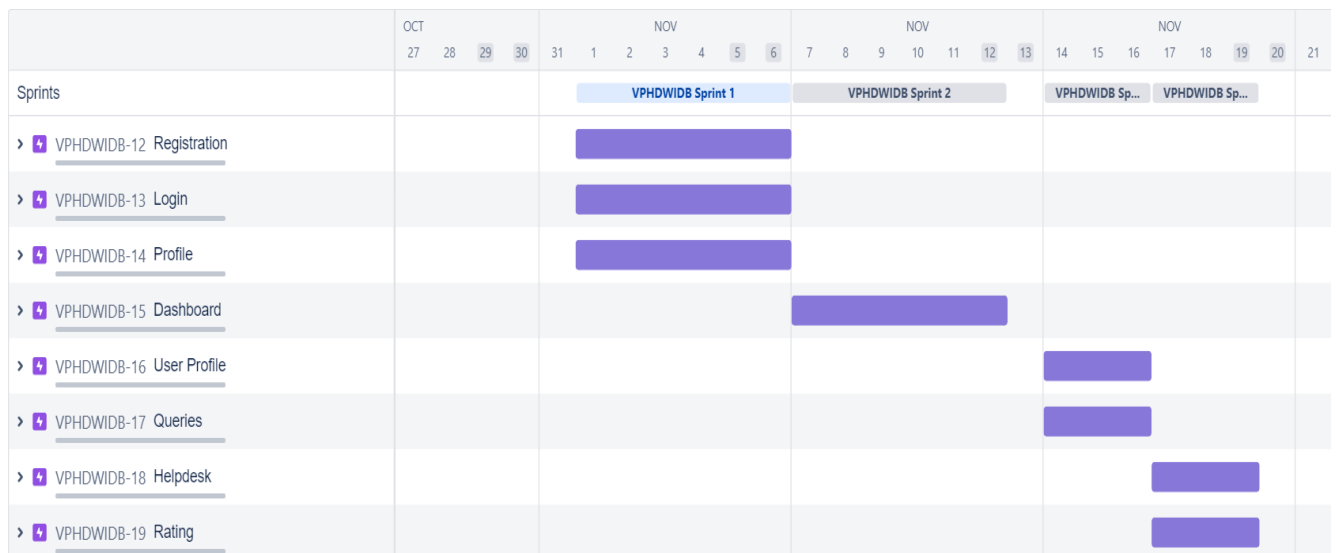 OCT NOV NOV NOV
27 28 29 30 31 1 2 3 4 5 6 7 8 9 10 11 12 13 14 15 16 17 18 19 20 21
Sprints VPHDWIDB Sprint 1 VPHDWIDB Sprint 2 VPHDWIDB Sp... VPHDWIDB Sp...
VPHDWIDB-12 Registration
VPHDWIDB-13 Login
VPHDWIDB-14 Profile
VPHDWIDB-15 Dashboard
VPHDWIDB-16 User Profile
VPHDWIDB-17 Queries
VPHDWIDB-18 Helpdesk
VPHDWIDB-19 Rating